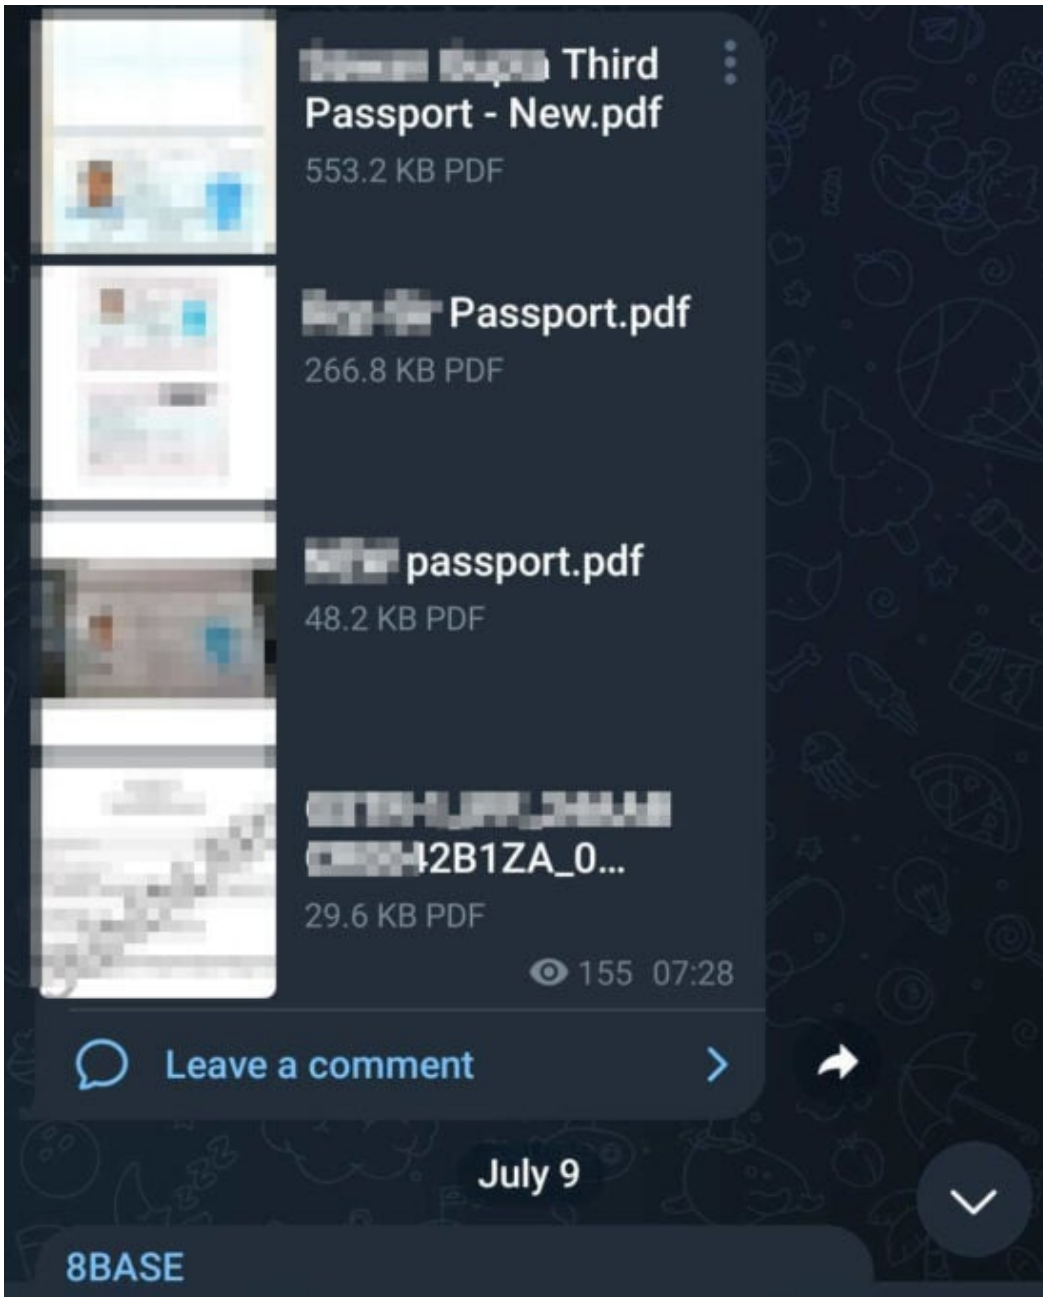 Third
Passport - New.pdf
553.2 KB PDF
Passport.pdf
266.8 KB PDF
passport.pdf
48.2 KB PDF
42B1ZA_0...
29.6 KB PDF
155 07:28
Leave a comment
July 9
8BASE